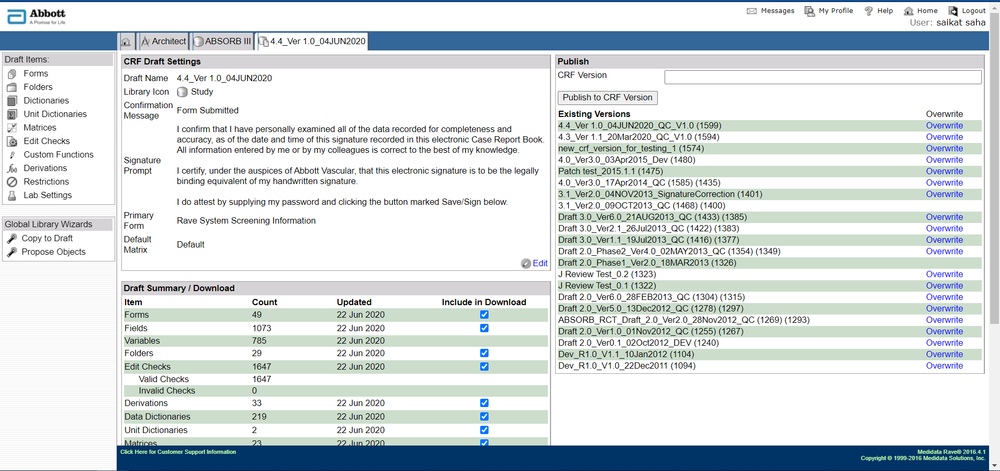 Abbott
A Promise for Life
Messages My Profile Help Home Logout
User: saikat saha
Architect ABSORB III 4.4_Ver 1.0_04JUN2020
Draft Items:
Forms
Folders
Dictionaries
Unit Dictionaries
Matrices
Edit Checks
Custom Functions
Derivations
Restrictions
Lab Settings
Global Library Wizards
Copy to Draft
Propose Objects
CRF Draft Settings
Draft Name 4.4_Ver 1.0_04JUN2020
Library Icon Study
Confirmation Message Form Submitted
Signature Prompt
I confirm that I have personally examined all of the data recorded for completeness and
accuracy, as of the date and time of this signature recorded in this electronic Case Report Book.
All information entered by me or by my colleagues is correct to the best of my knowledge.
I certify, under the auspices of Abbott Vascular, that this electronic signature is to be the legally
binding equivalent of my handwritten signature.
I do attest by supplying my password and clicking the button marked Save/Sign below.
Primary Form Rave System Screening Information
Default Matrix Default
Edit
Draft Summary / Download
Item Count Updated Include in Download
Forms 49 22 Jun 2020
Fields 1073 22 Jun 2020
Variables 785 22 Jun 2020
Folders 29 22 Jun 2020
Edit Checks 1647 22 Jun 2020
Valid Checks 1647
Invalid Checks 0
Derivations 33 22 Jun 2020
Data Dictionaries 219 22 Jun 2020
Unit Dictionaries 2 22 Jun 2020
Matrices 23 22 Jun 2020
Publish
CRF Version
Publish to CRF Version
Existing Versions Overwrite
4.4_Ver 1.0_04JUN2020_QC_V1.0 (1599) Overwrite
4.3_Ver 1.1_20Mar2020_QC_V1.0 (1594) Overwrite
new_crf_version_for_testing_1 (1574) Overwrite
4.0_Ver3.0_03Apr2015_Dev (1480) Overwrite
Patch test_2015.1.1 (1475) Overwrite
4.0_Ver3.0_17Apr2014_QC (1585) (1435) Overwrite
3.1_Ver2.0_04NOV2013_SignatureCorrection (1401) Overwrite
3.1_Ver2.0_09OCT2013_QC (1468) (1400)
Draft 3.0_Ver6.0_21AUG2013_QC (1433) (1385) Overwrite
Draft 3.0_Ver2.1_26Jul2013_QC (1422) (1383) Overwrite
Draft 3.0_Ver1.1_19Jul2013_QC (1416) (1377) Overwrite
Draft 2.0_Phase2_Ver4.0_02MAY2013_QC (1354) (1349) Overwrite
Draft 2.0_Phase1_Ver2.0_18MAR2013 (1326)
J Review Test_0.2 (1323) Overwrite
J Review Test_0.1 (1322) Overwrite
Draft 2.0_Ver6.0_28FEB2013_QC (1304) (1315) Overwrite
Draft 2.0_Ver5.0_13Dec2012_QC (1278) (1297) Overwrite
ABSORB_RCT_Draft_2.0_Ver2.0_28Nov2012_QC (1269) (1293) Overwrite
Draft 2.0_Ver1.0_01Nov2012_QC (1255) (1267) Overwrite
Draft 2.0_Ver0.1_02Oct2012_DEV (1240) Overwrite
Dev_R1.0_V1.1_10Jan2012 (1104) Overwrite
Dev_R1.0_V1.0_22Dec2011 (1094) Overwrite
Click Here for Customer Support Information
Medidata Rave® 2016.4.1
Copyright © 1999-2016 Medidata Solutions, Inc.